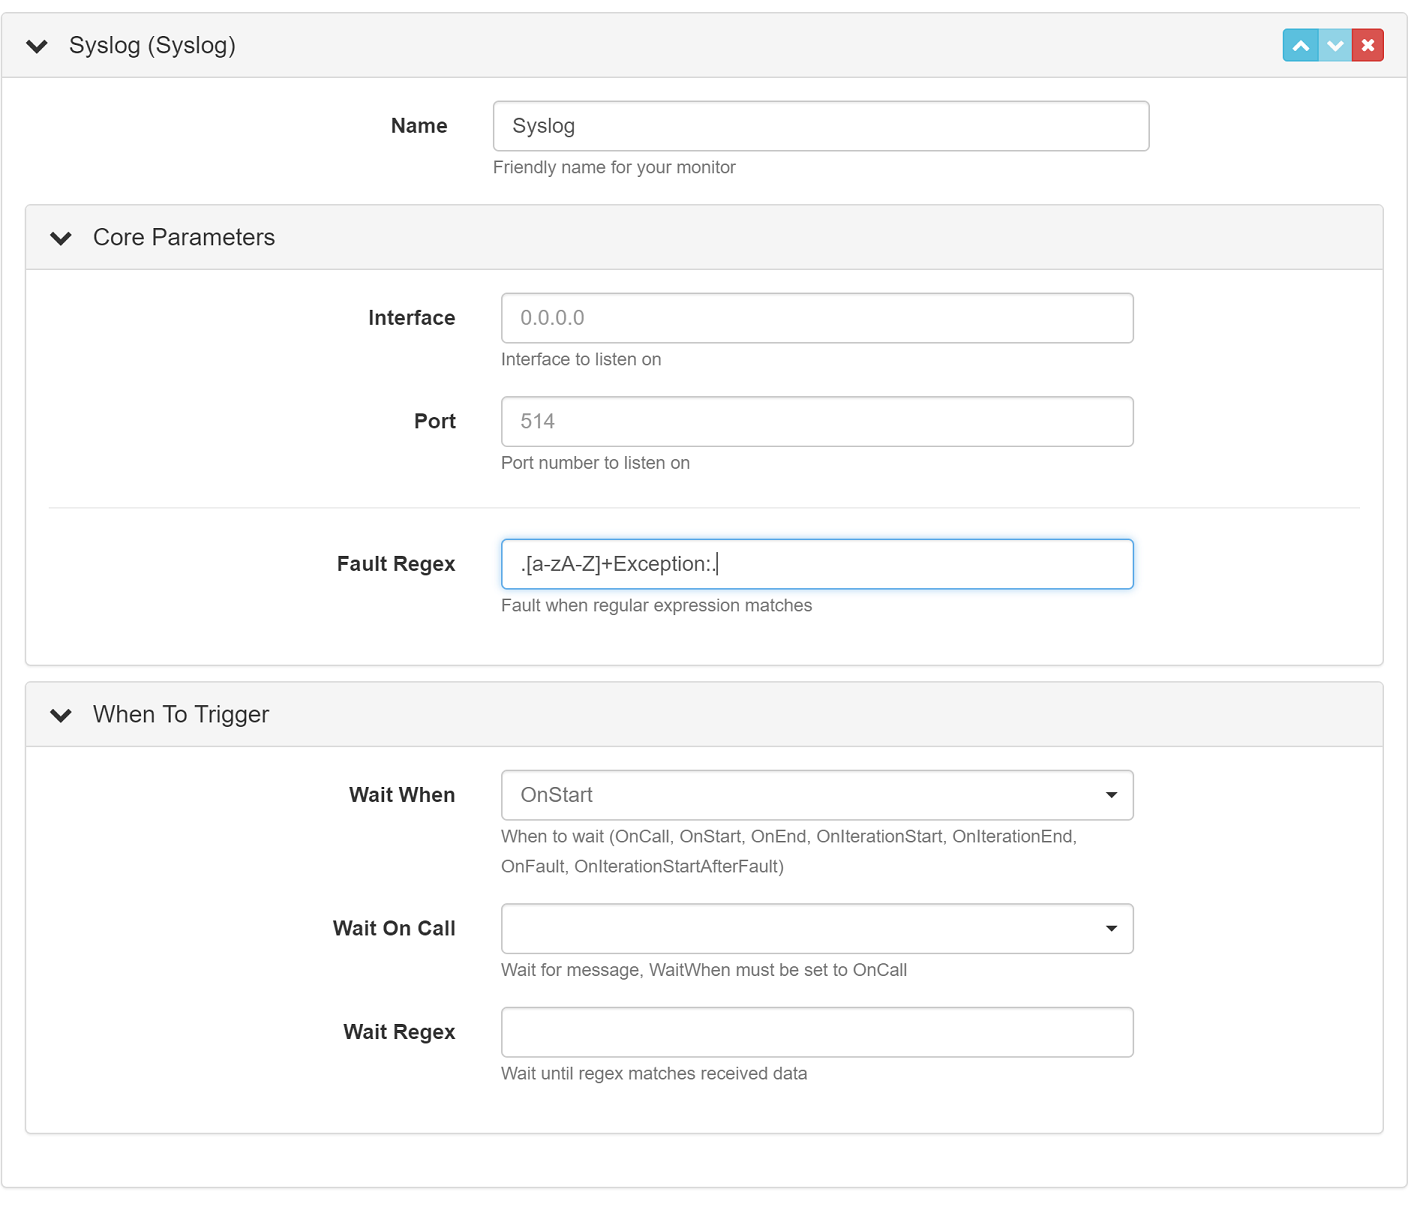 Syslog (Syslog)
Name
Syslog
Friendly name for your monitor
Core Parameters
Interface
0.0.0.0
Interface to listen on
Port
514
Port number to listen on
Fault Regex
.[a-zA-Z]+Exception:.
Fault when regular expression matches
When To Trigger
Wait When
OnStart
When to wait (OnCall, OnStart, OnEnd, OnIterationStart, OnIterationEnd,
OnFault, OnIterationStartAfterFault)
Wait On Call
Wait for message, WaitWhen must be set to OnCall
Wait Regex
Wait until regex matches received data